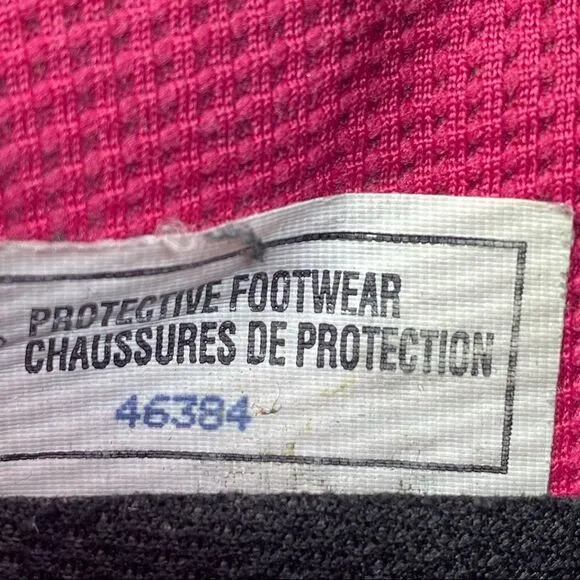 PROTECTIVE FOOTWEAR
CHAUSSURES DE PROTECTION
46384